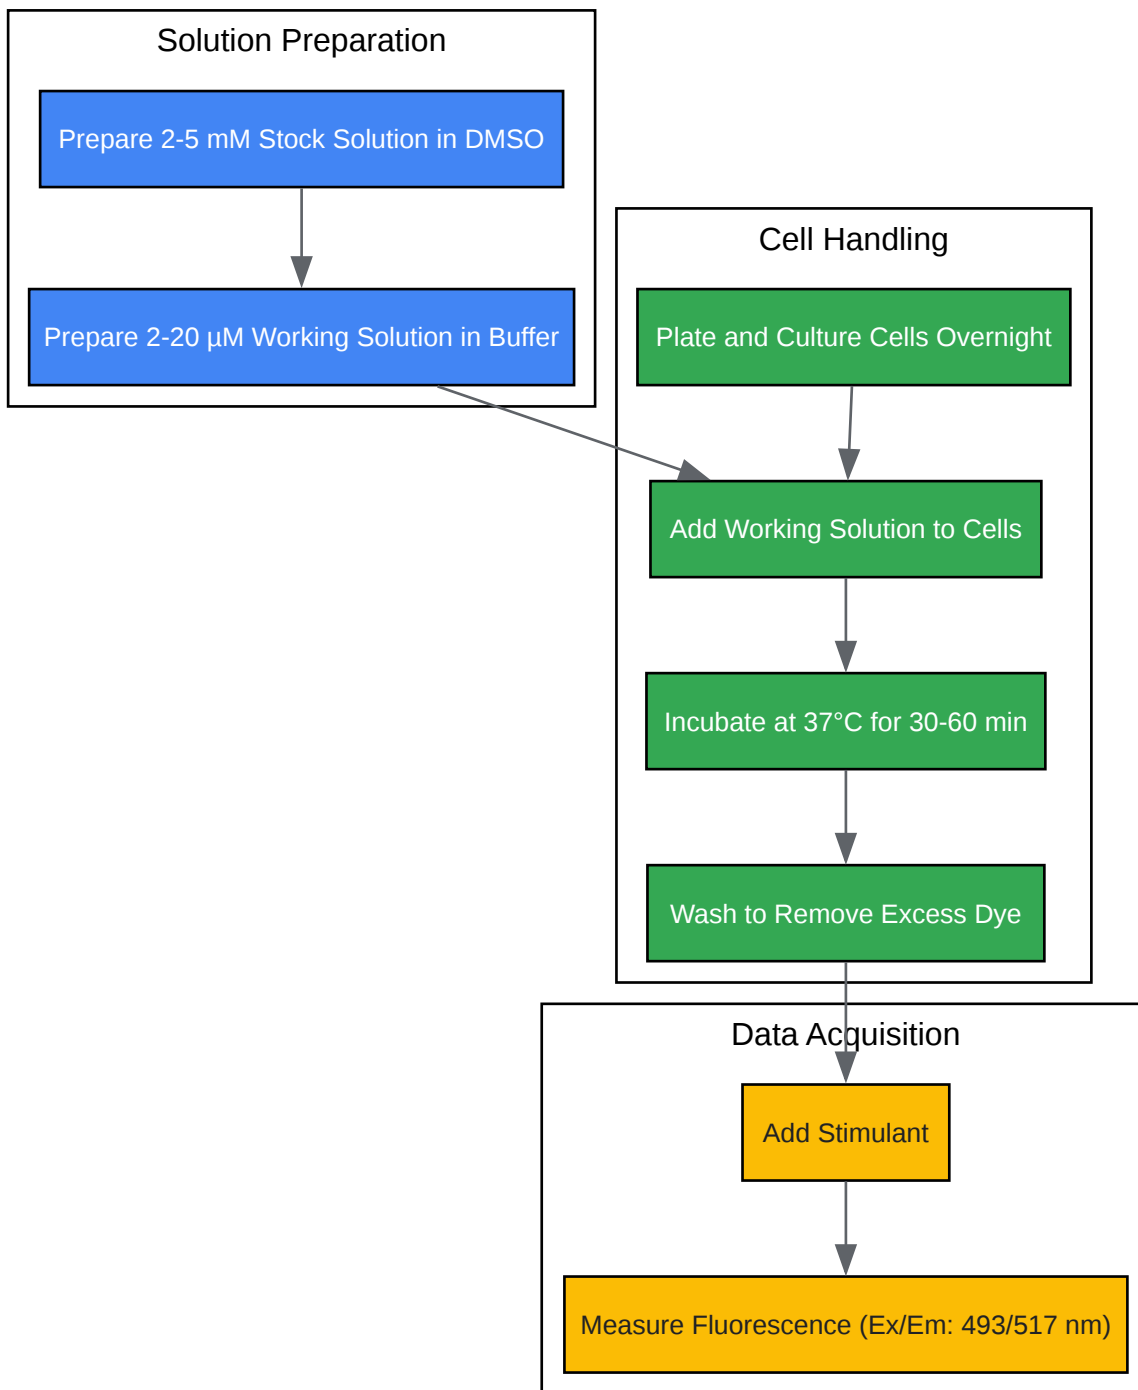 Solution Preparation
Prepare 2-5 mM Stock Solution in DMSO
Prepare 2-20 µM Working Solution in Buffer
Cell Handling
Plate and Culture Cells Overnight
Add Working Solution to Cells
Incubate at 37°C for 30-60 min
Wash to Remove Excess Dye
Data Acquisition
Add Stimulant
Measure Fluorescence (Ex/Em: 493/517 nm)